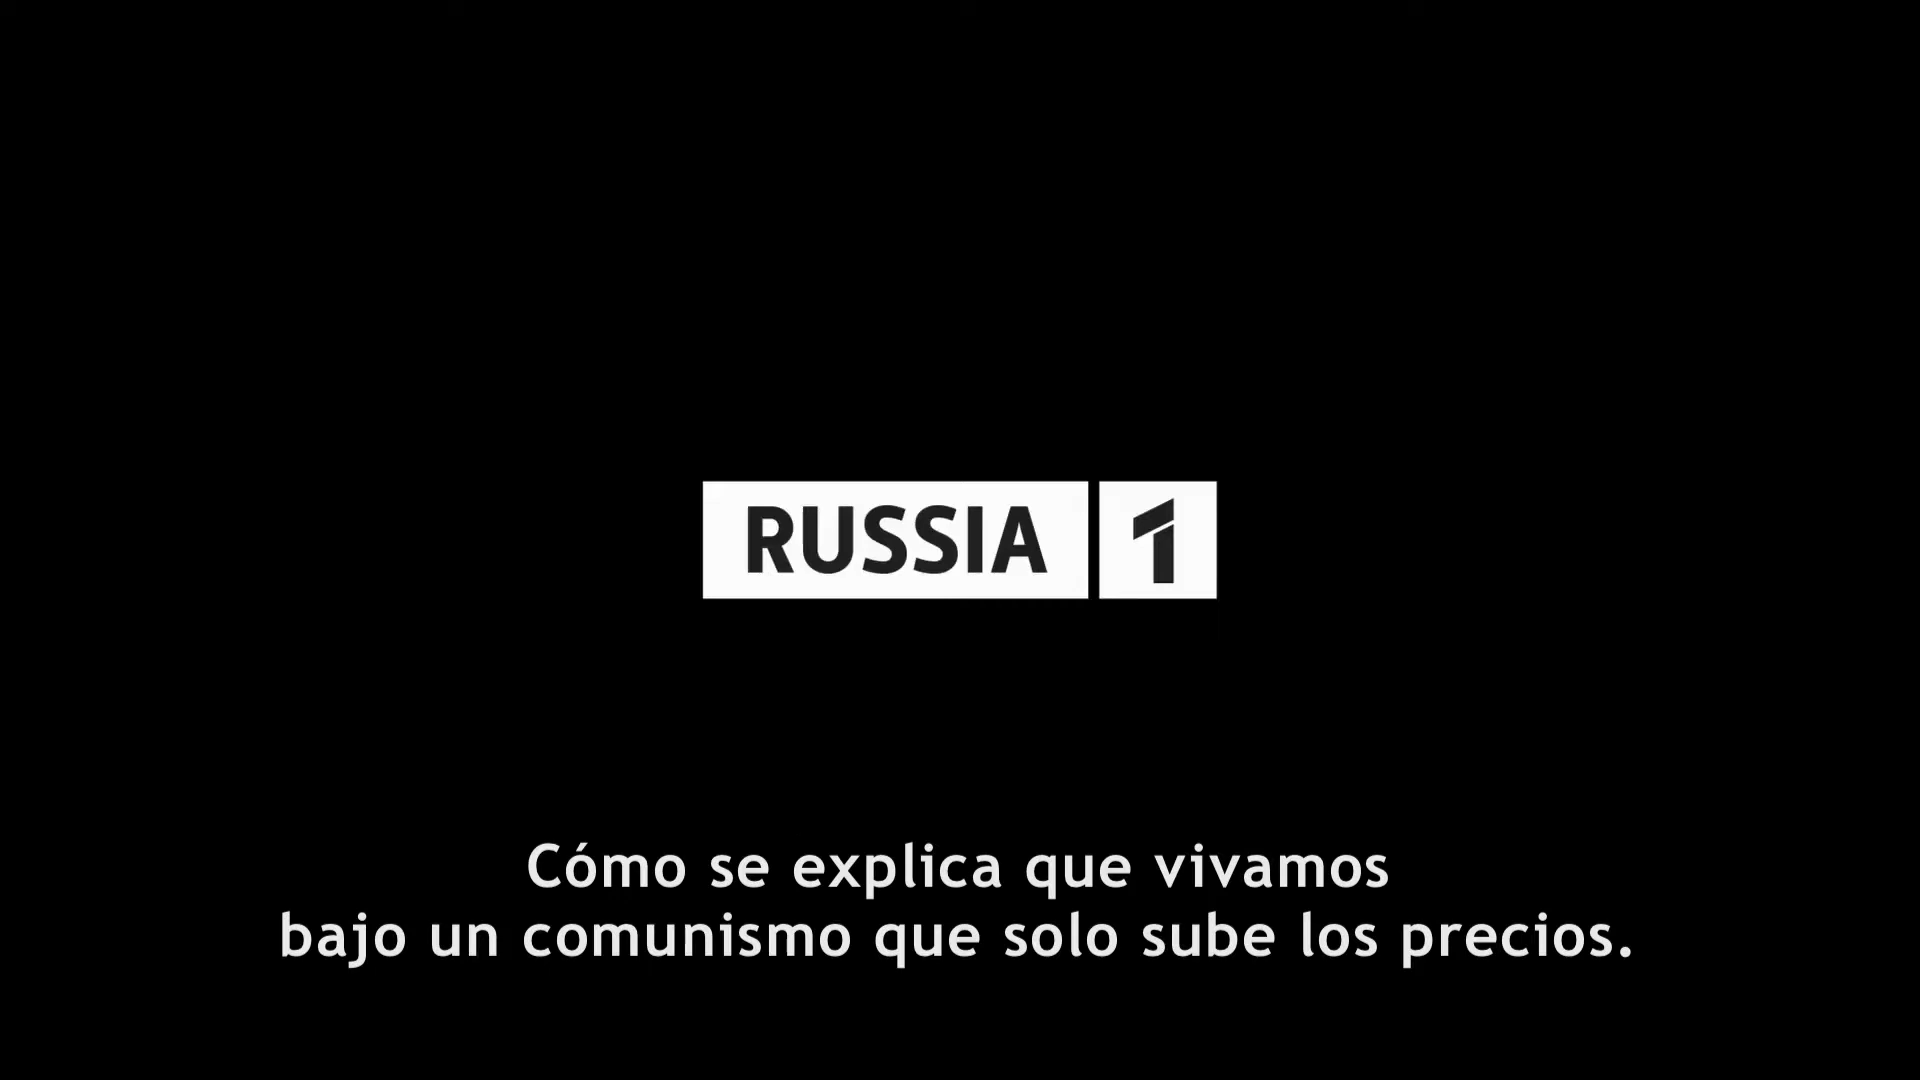 RUSSIA 1
Cómo se explica que vivamos
bajo un comunismo que solo sube los precios.